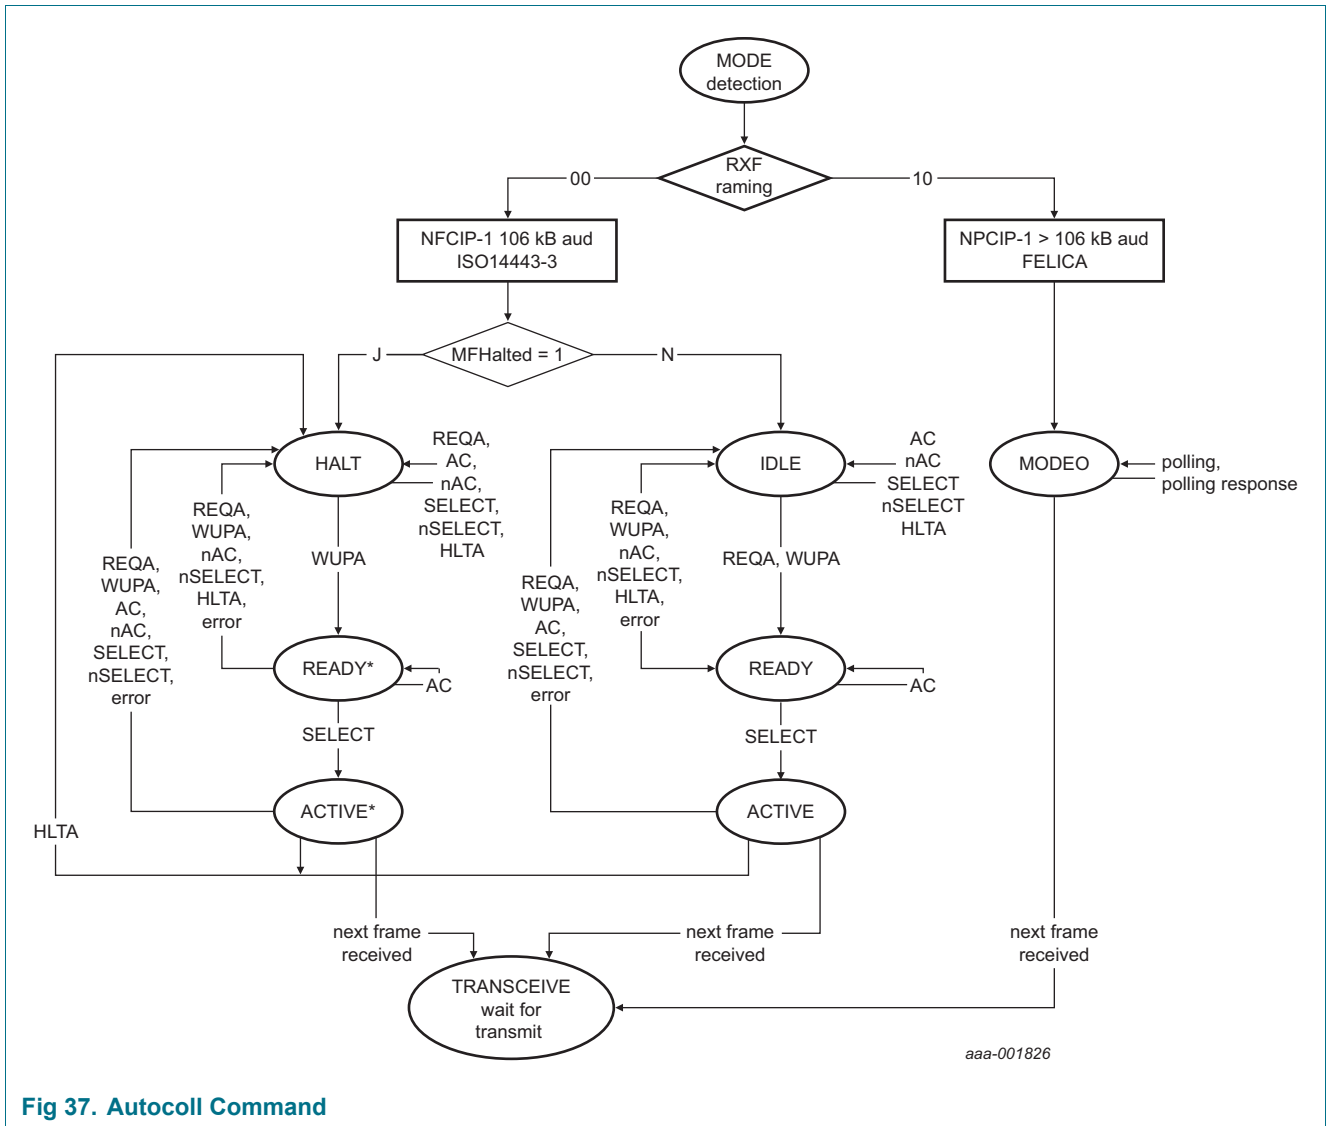 MODE
detection
RXF
raming
00
10
NFCIP-1 106 kB aud
ISO14443-3
NPCIP-1 > 106 kB aud
FELICA
MFHalted = 1
J
N
HALT
REQA,
AC,
nAC,
SELECT,
nSELECT,
HLTA
IDLE
AC
nAC
SELECT
nSELECT
HLTA
MODEO
polling,
polling response
REQA,
WUPA,
AC,
nAC,
SELECT,
nSELECT,
error
REQA,
WUPA,
nAC,
nSELECT,
HLTA,
error
WUPA
REQA,
WUPA,
AC,
SELECT,
nSELECT,
error
REQA,
WUPA,
nAC,
nSELECT,
HLTA,
error
REQA, WUPA
READY*
AC
READY
AC
SELECT
SELECT
ACTIVE*
ACTIVE
HLTA
next frame
received
next frame
received
next frame
received
TRANSCEIVE
wait for
transmit
aaa-001826
Fig 37. Autocoll Command